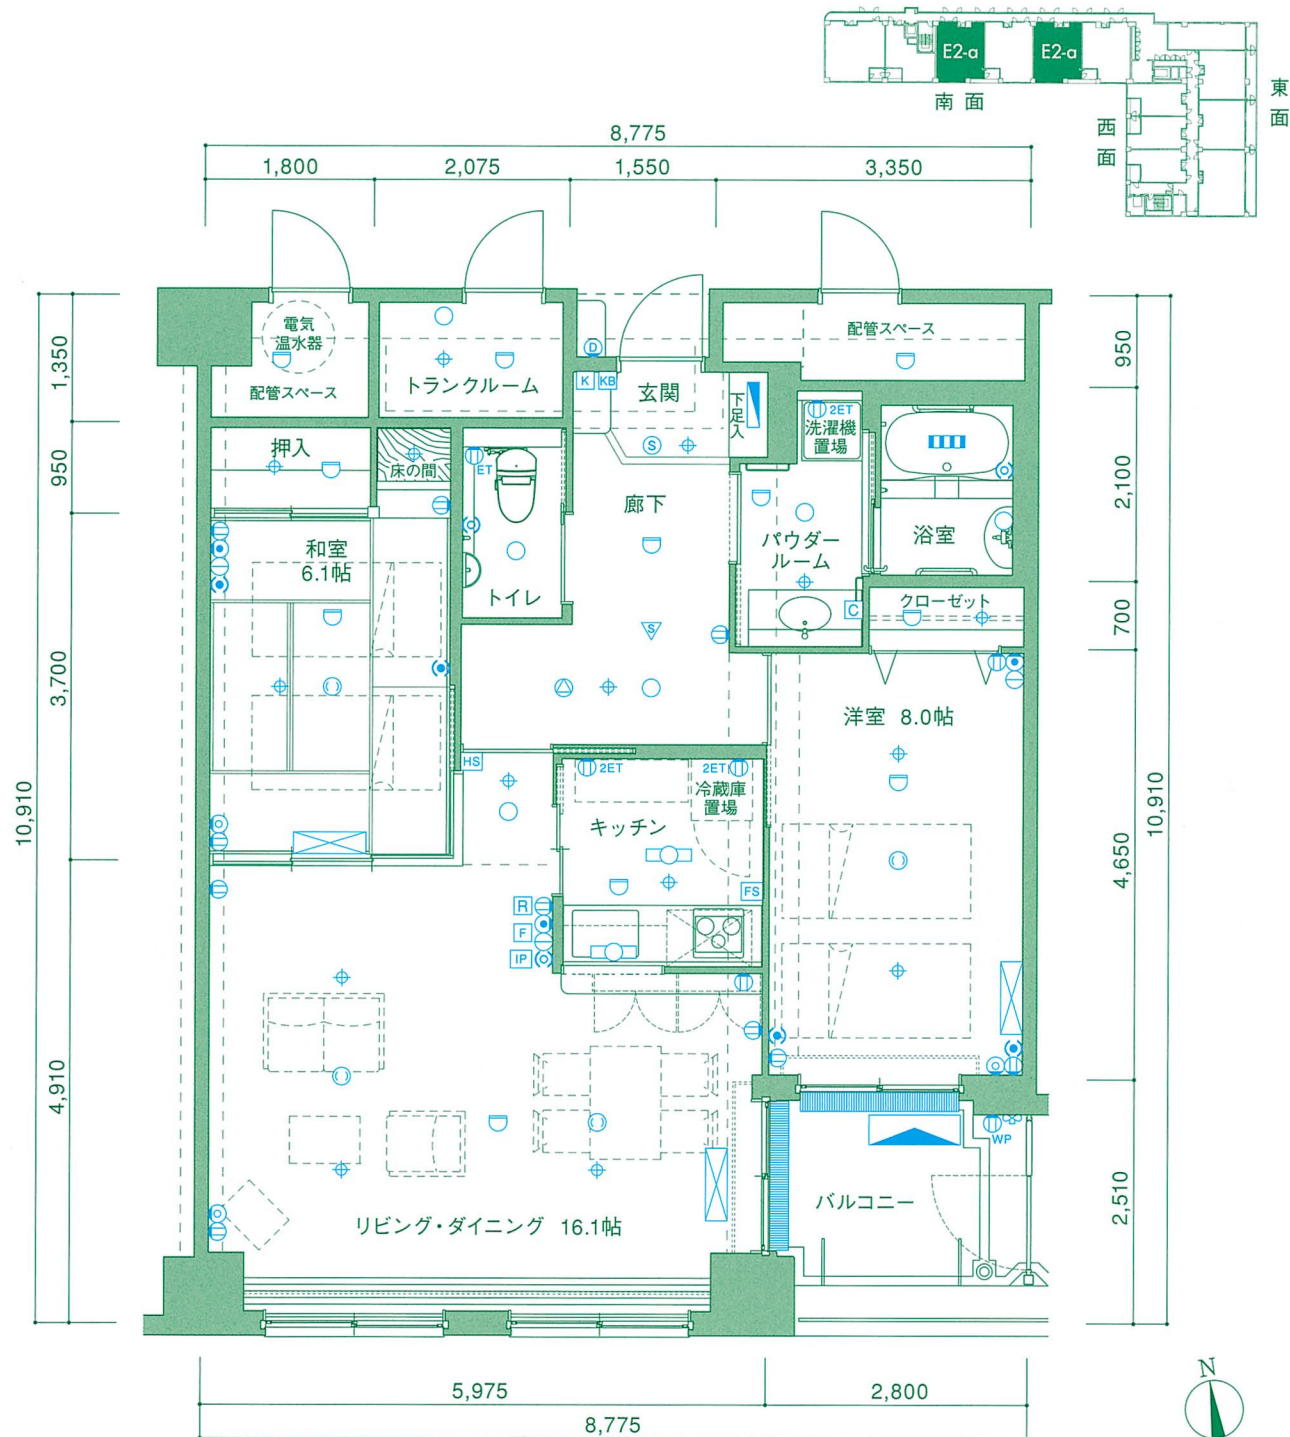 E2-a
E2-a
南面
西面
東面
8,775
1,800
2,075
1,550
3,350
10,910
1,350
950
3,700
4,910
電気
温水器
配管スペース
トランクルーム
D
K
KB
玄関
下足入
配管スペース
950
2,100
700
4,650
2,510
10,910
押入
床の間
ET
S
廊下
2ET
洗濯機
置場
パウダー
ルーム
浴室
C
クローゼット
和室
6.1帖
トイレ
S
洋室 8.0帖
HS
2ET
2ET
冷蔵庫
置場
キッチン
FS
R
F
IP
リビング・ダイニング 16.1帖
WP
バルコニー
5,975
2,800
8,775
N